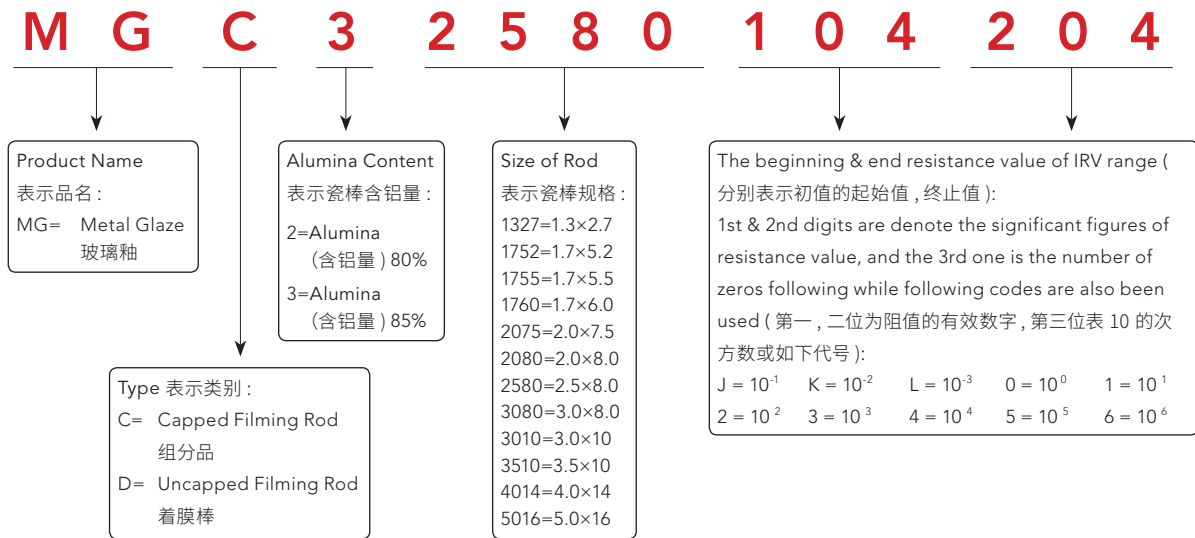 M G C 3 2 5 8 0 1 0 4 2 0 4
Product Name
表示品名 :
MG= Metal Glaze
玻璃釉
Type 表示类别 :
C= Capped Filming Rod
组分品
D= Uncapped Filming Rod
着膜棒
Alumina Content
表示瓷棒含铝量 :
2=Alumina
（含铝量 ) 80%
3=Alumina
（含铝量 ) 85%
Size of Rod
表示瓷棒规格 :
1327=1.3×2.7
1752=1.7×5.2
1755=1.7×5.5
1760=1.7×6.0
2075=2.0×7.5
2080=2.0×8.0
2580=2.5×8.0
3080=3.0×8.0
3010=3.0×10
3510=3.5×10
4014=4.0×14
5016=5.0×16
The beginning & end resistance value of IRV range (
分别表示初值的起始值 , 终止值 ):
1st & 2nd digits are denote the significant figures of
resistance value, and the 3rd one is the number of
zeros following while following codes are also been
used ( 第一 , 二位为阻值的有效数字 , 第三位表 10 的次
方数或如下代号 ):
J = 10⁻¹ K = 10⁻² L = 10⁻³ 0 = 10⁰ 1 = 10¹
2 = 10² 3 = 10³ 4 = 10⁴ 5 = 10⁵ 6 = 10⁶